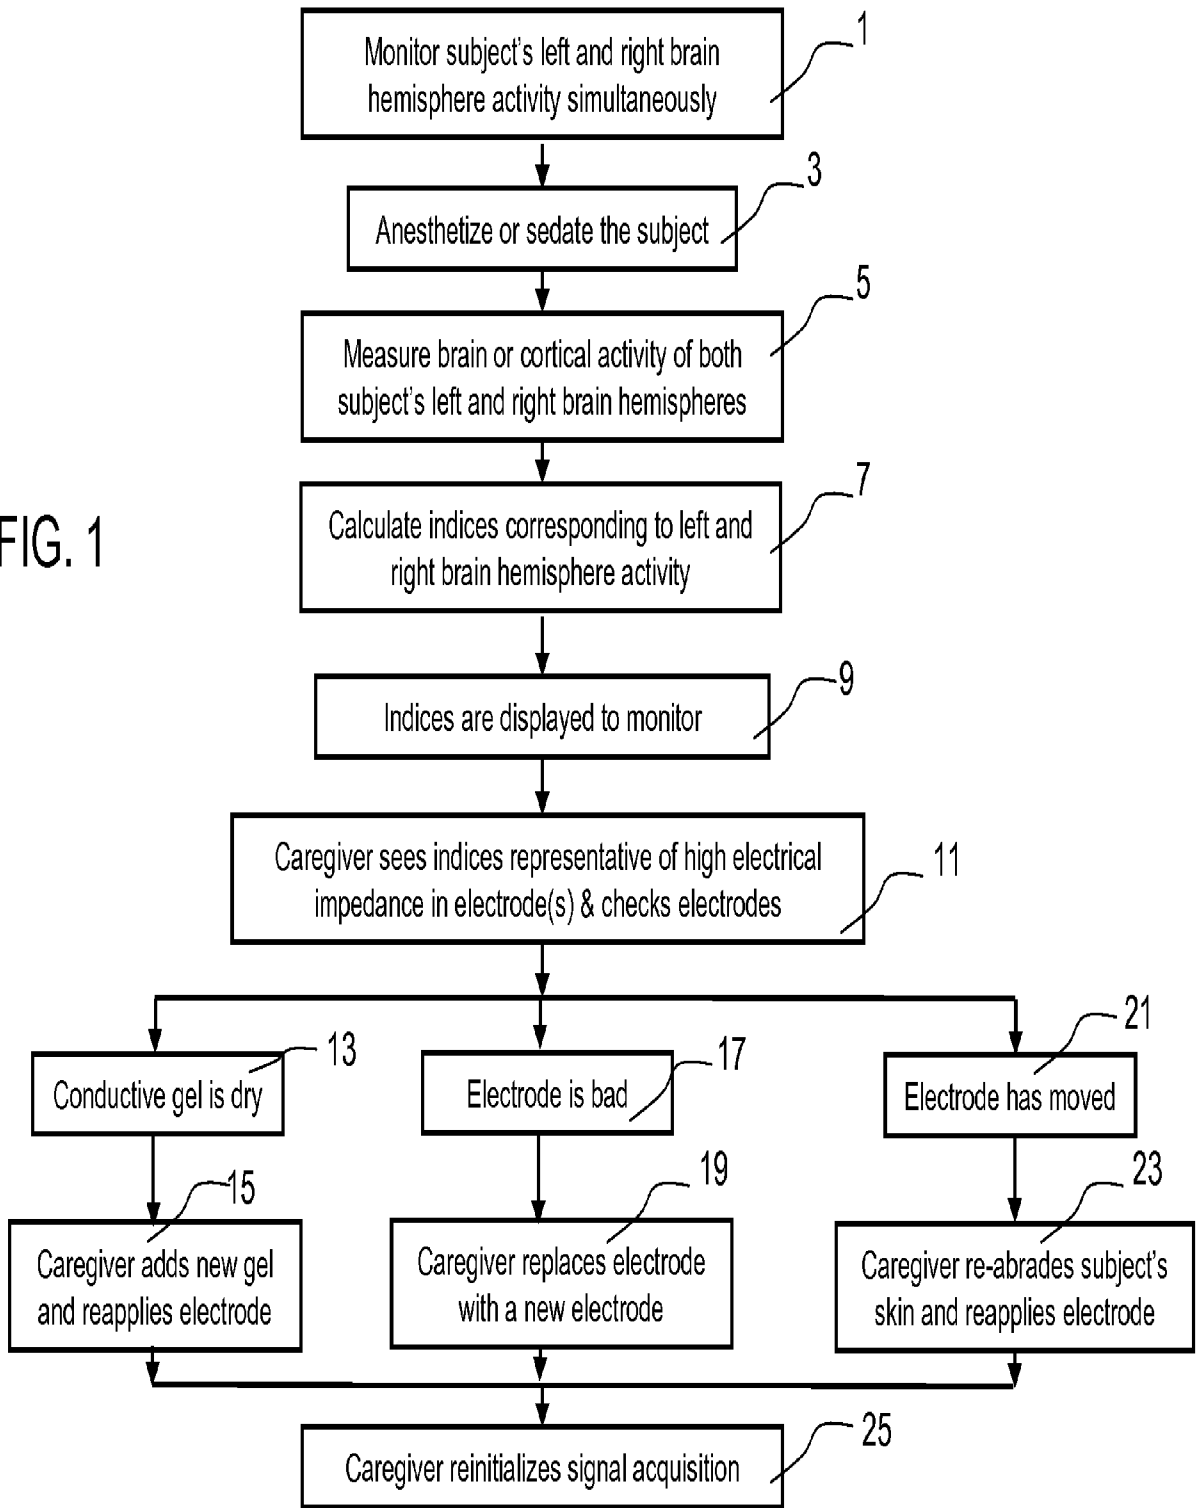 1
Monitor subject's left and right brain
hemisphere activity simultaneously
3
Anesthetize or sedate the subject
5
Measure brain or cortical activity of both
subject's left and right brain hemispheres
7
Calculate indices corresponding to left and
right brain hemisphere activity
FIG. 1
9
Indices are displayed to monitor
11
Caregiver sees indices representative of high electrical
impedance in electrode(s) & checks electrodes
13
Conductive gel is dry
17
Electrode is bad
21
Electrode has moved
15
Caregiver adds new gel
and reapplies electrode
19
Caregiver replaces electrode
with a new electrode
23
Caregiver re-abrades subject's
skin and reapplies electrode
25
Caregiver reinitializes signal acquisition